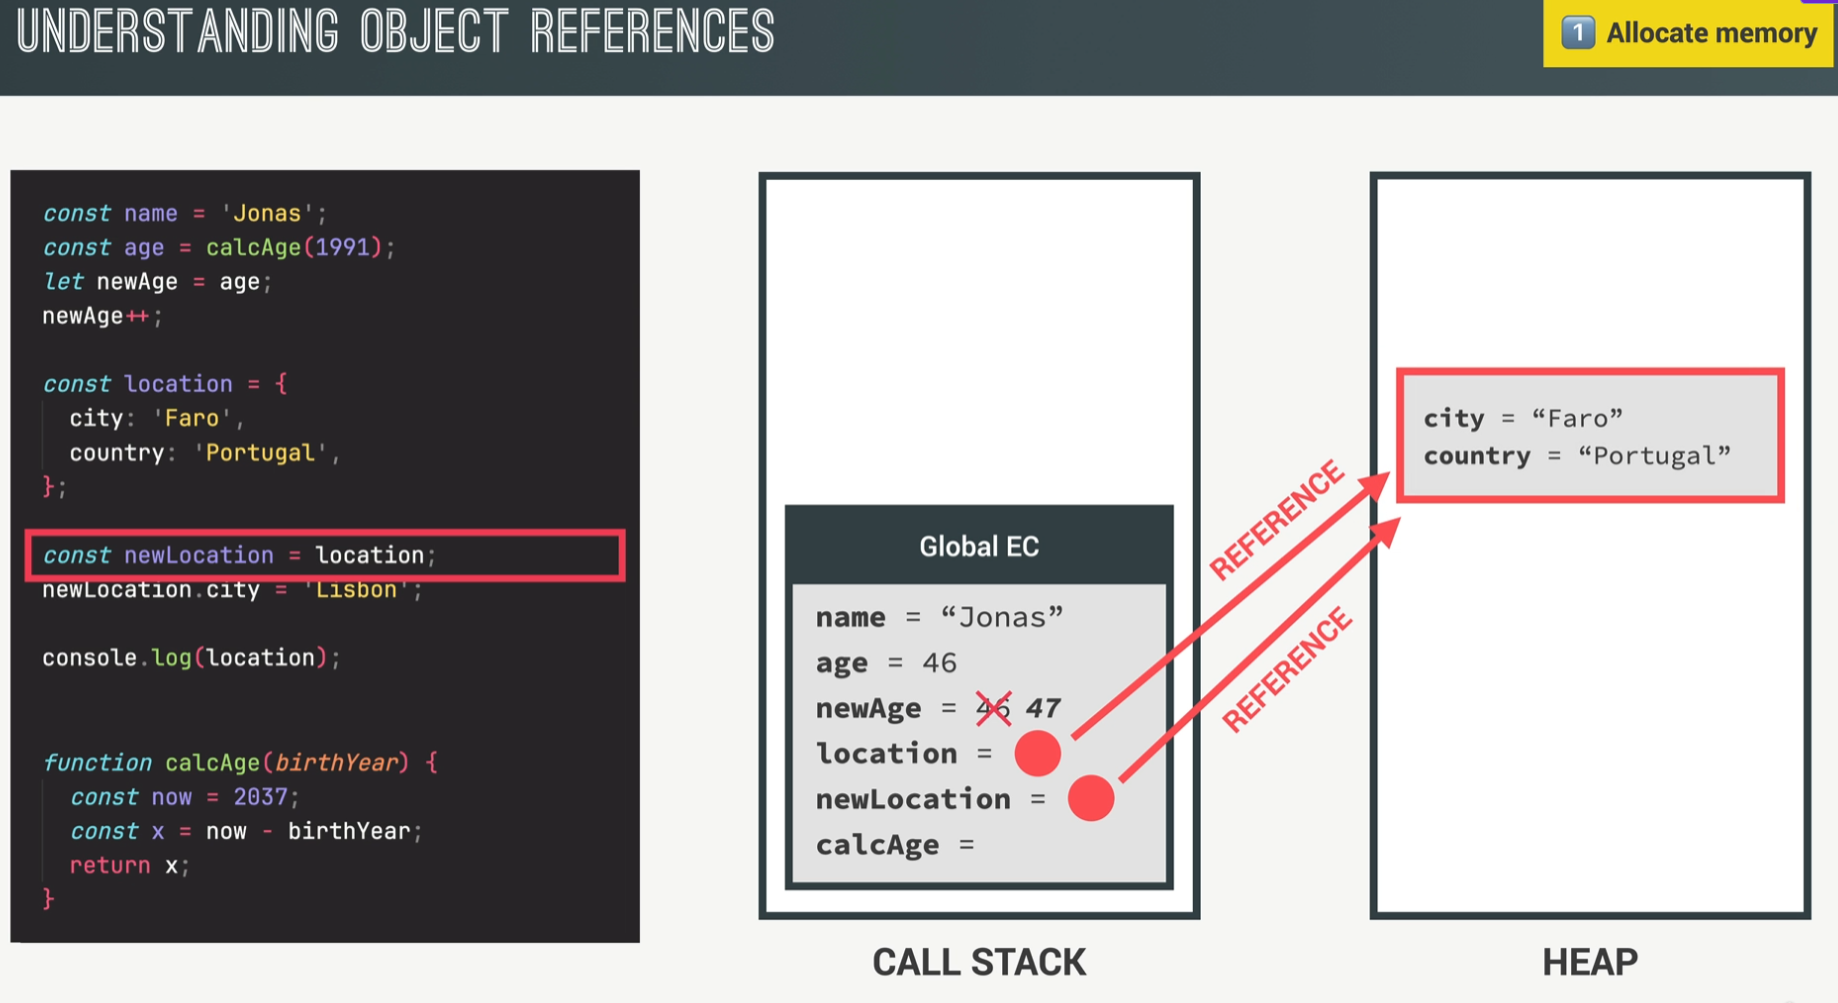 UNDERSTANDING OBJECT REFERENCES
1 Allocate memory
const name = 'Jonas';
const age = calcAge(1991);
let newAge = age;
newAge++;
const location = {
city: 'Faro',
country: 'Portugal',
};
const newLocation = location;
newLocation.city = 'Lisbon';
console.log(location);
function calcAge(birthYear) {
const now = 2037;
const x = now - birthYear;
return x;
}
Global EC
name = “Jonas”
age = 46
newAge = 46 47
location =
newLocation =
calcAge =
CALL STACK
REFERENCE
REFERENCE
city = “Faro”
country = “Portugal”
HEAP